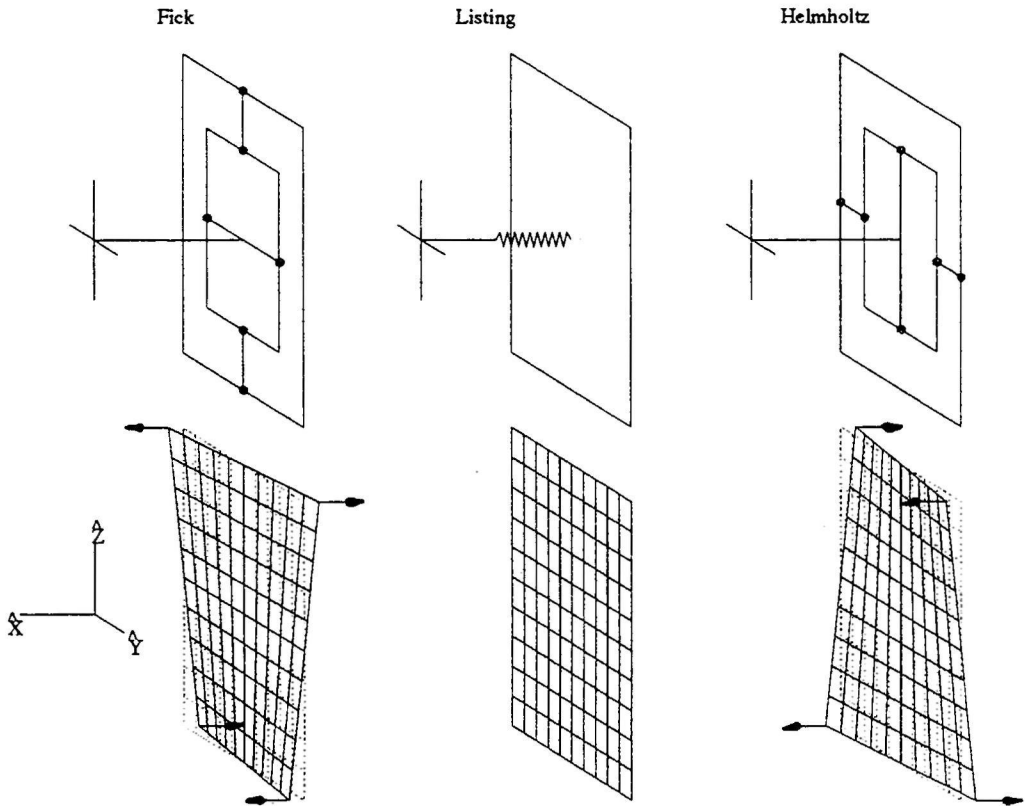 Fick
Listing
Helmholtz
Ẑ
X̂
Ŷ